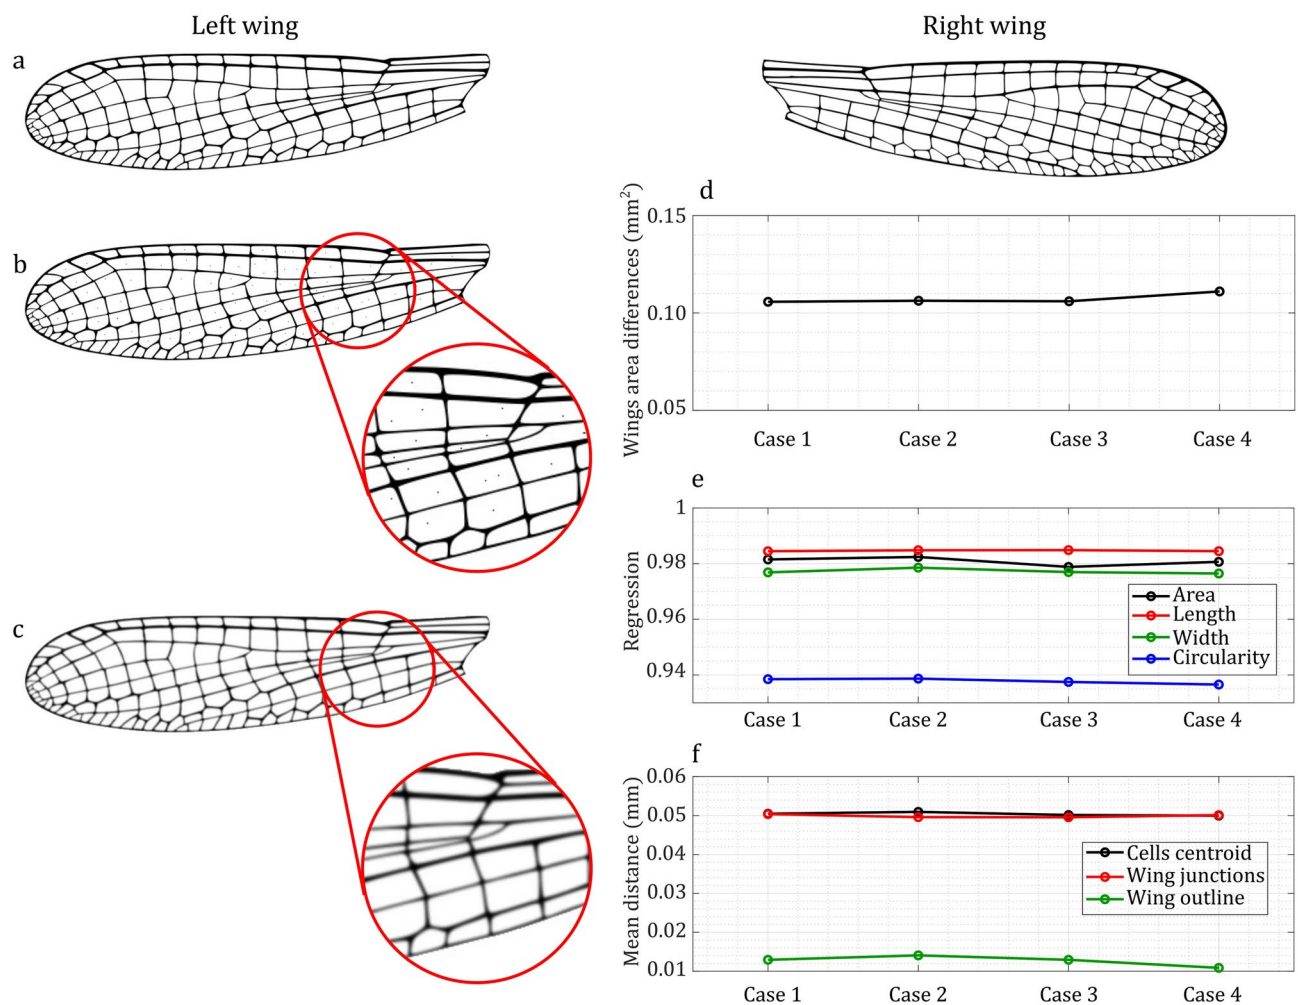 Left wing
Right wing
a
b
c
d
Wings area differences (mm²)
0.15
0.10
0.05
Case 1
Case 2
Case 3
Case 4
e
Regression
1
0.98
0.96
0.94
Area
Length
Width
Circularity
Case 1
Case 2
Case 3
Case 4
f
Mean distance (mm)
0.06
0.05
0.04
0.03
0.02
0.01
Cells centroid
Wing junctions
Wing outline
Case 1
Case 2
Case 3
Case 4